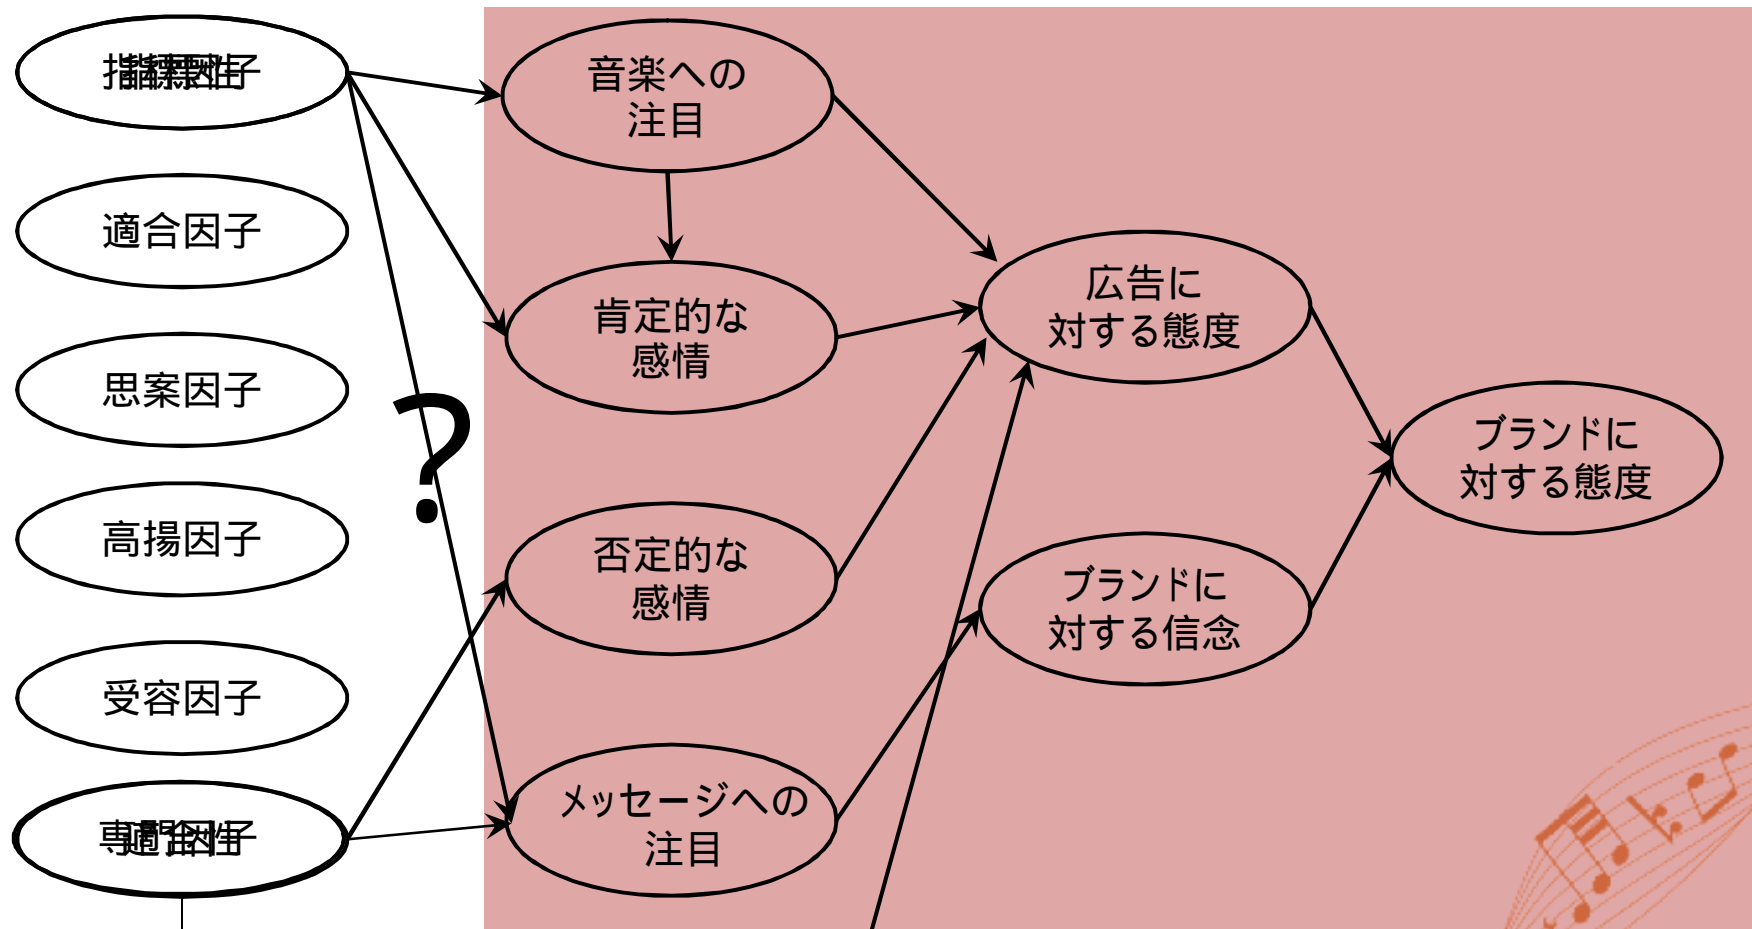 適合因子
思案因子
高揚因子
受容因子
?
音楽への
注目
肯定的な
感情
否定的な
感情
メッセージへの
注目
広告に
対する態度
ブランドに
対する信念
ブランドに
対する態度